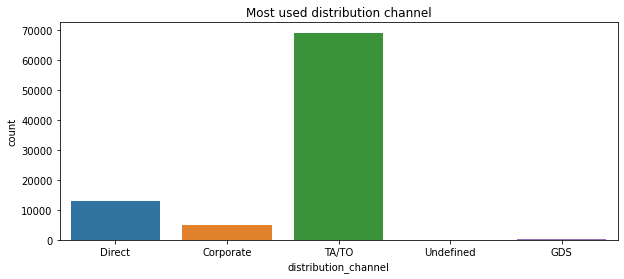 Most used distribution channel
70000
60000
50000
40000
30000
20000
10000
0
count
Direct Corporate TA/TO Undefined GDS
distribution_channel